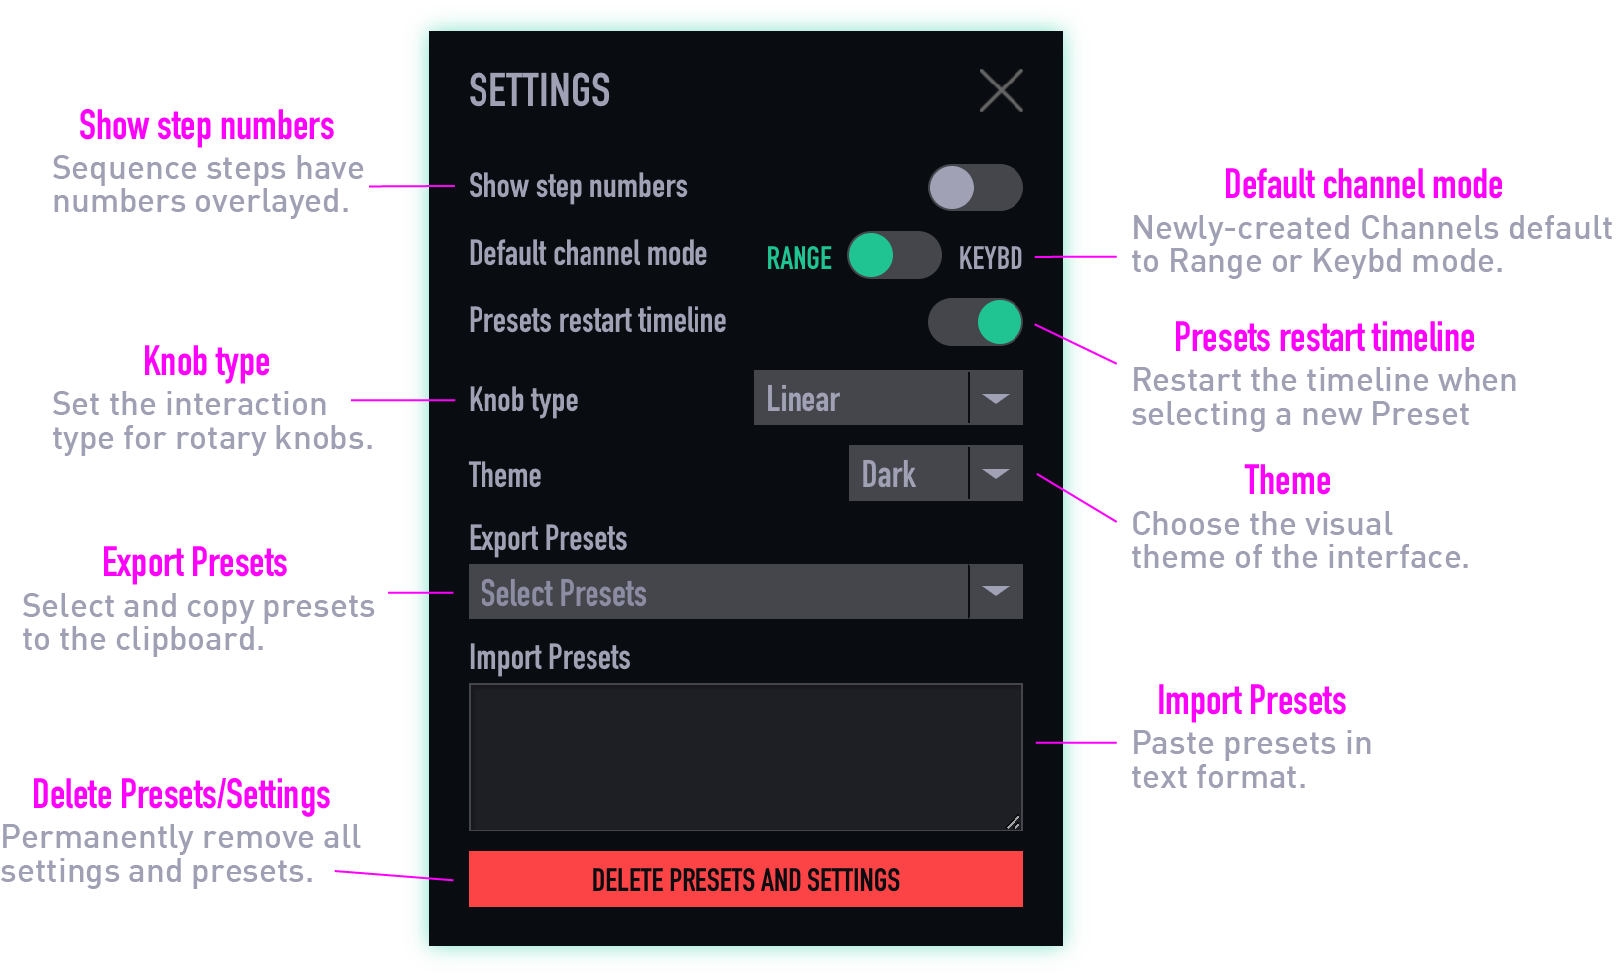 SETTINGS
Show step numbers
Sequence steps have
numbers overlayed.
Show step numbers
Default channel mode
Newly-created Channels default
to Range or Keybd mode.
Default channel mode
RANGE
KEYBD
Presets restart timeline
Presets restart timeline
Restart the timeline when
selecting a new Preset
Knob type
Set the interaction
type for rotary knobs.
Knob type
Linear
Theme
Dark
Theme
Choose the visual
theme of the interface.
Export Presets
Select and copy presets
to the clipboard.
Export Presets
Select Presets
Import Presets
Import Presets
Paste presets in
text format.
Delete Presets/Settings
Permanently remove all
settings and presets.
DELETE PRESETS AND SETTINGS